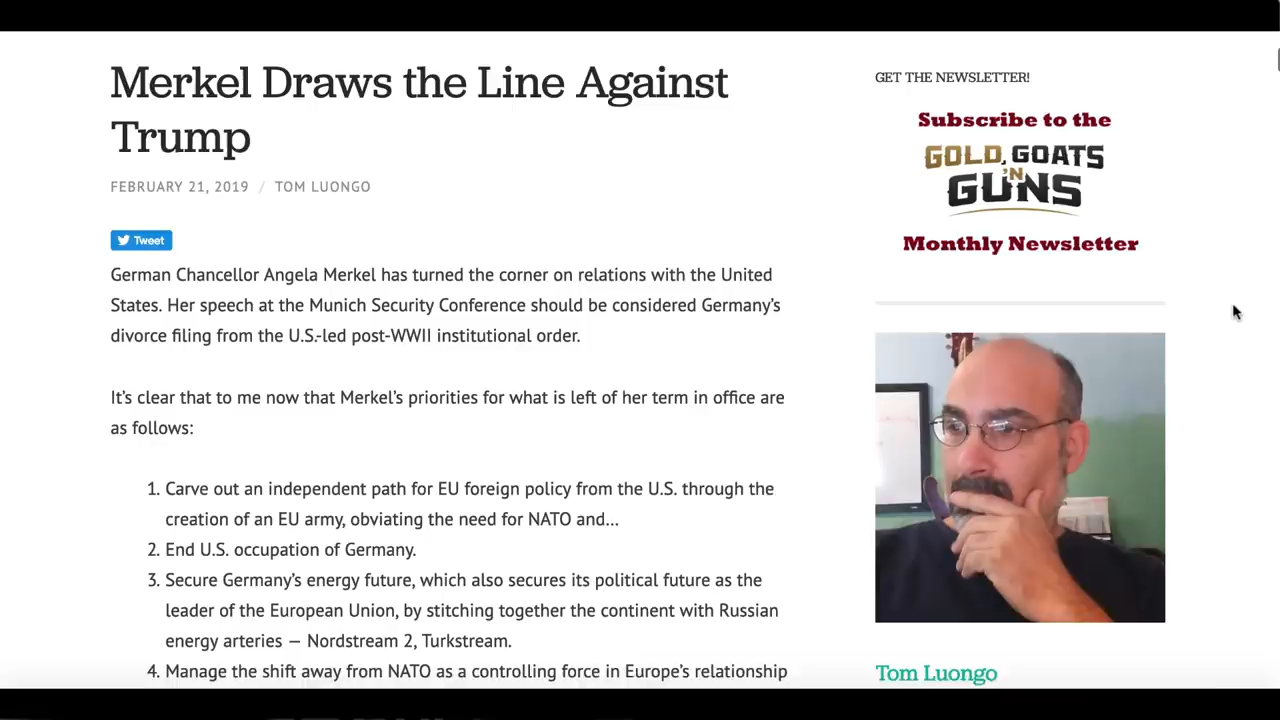 Merkel Draws the Line Against
Trump
FEBRUARY 21, 2019 / TOM LUONGO
Tweet
German Chancellor Angela Merkel has turned the corner on relations with the United
States. Her speech at the Munich Security Conference should be considered Germany's
divorce filing from the U.S.-led post-WWII institutional order.
It's clear that to me now that Merkel's priorities for what is left of her term in office are
as follows:
1. Carve out an independent path for EU foreign policy from the U.S. through the
creation of an EU army, obviating the need for NATO and...
2. End U.S. occupation of Germany.
3. Secure Germany's energy future, which also secures its political future as the
leader of the European Union, by stitching together the continent with Russian
energy arteries — Nordstream 2, Turkstream.
4. Manage the shift away from NATO as a controlling force in Europe's relationship
GET THE NEWSLETTER!
Subscribe to the
GOLD, GOATS
'N
GUNS
Monthly Newsletter
Tom Luongo